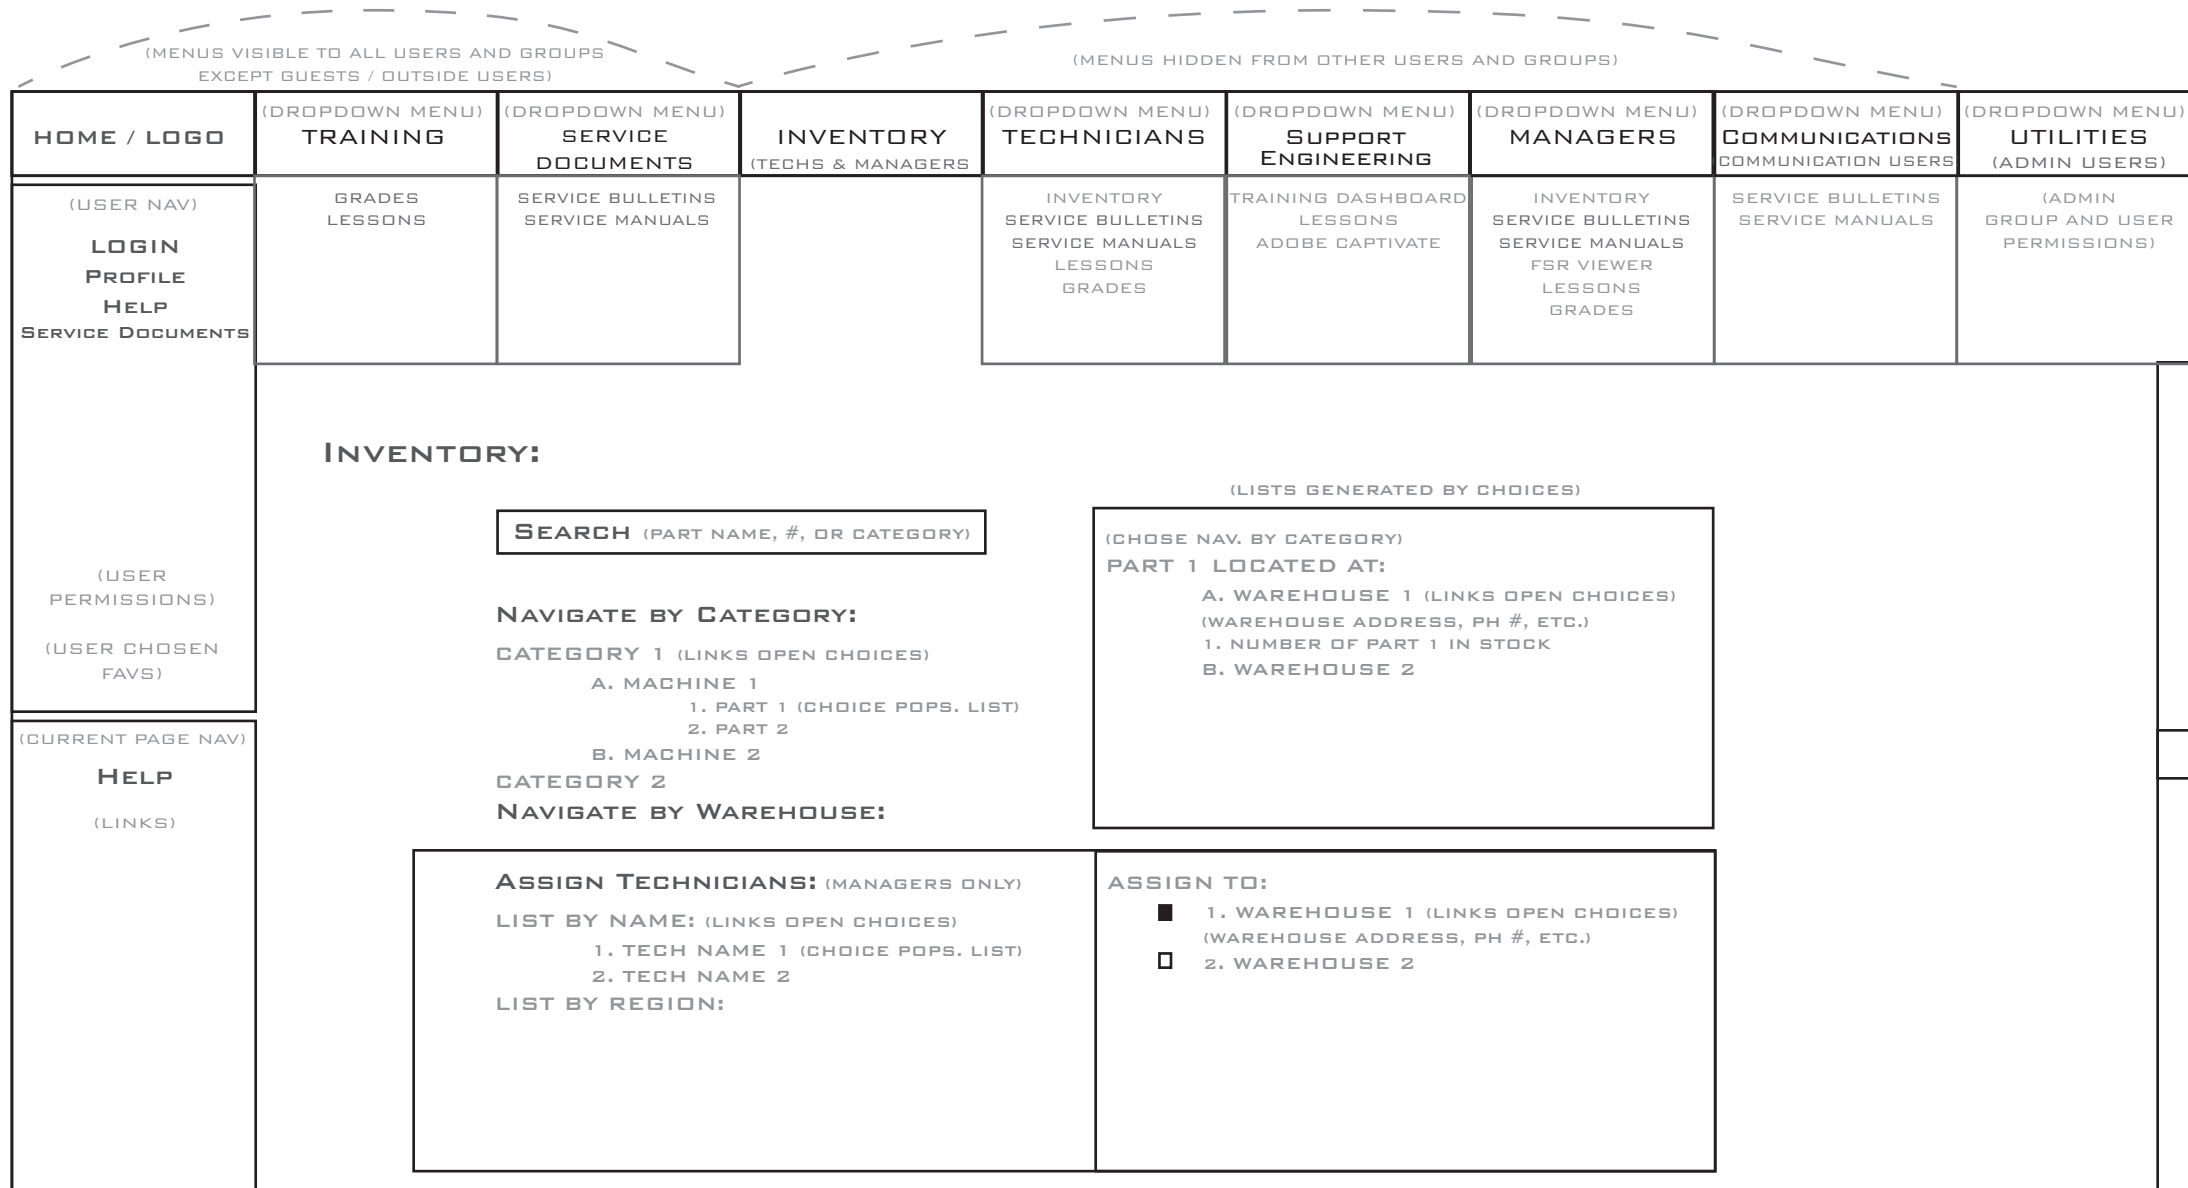 (MENUS VISIBLE TO ALL USERS AND GROUPS
EXCEPT GUESTS / OUTSIDE USERS)
(MENUS HIDDEN FROM OTHER USERS AND GROUPS)
HOME / LOGO
(DROPDOWN MENU)
TRAINING
(DROPDOWN MENU)
SERVICE
DOCUMENTS
INVENTORY
(TECHS & MANAGERS
(DROPDOWN MENU)
TECHNICIANS
(DROPDOWN MENU)
Support
Engineering
(DROPDOWN MENU)
MANAGERS
(DROPDOWN MENU)
Communications
COMMUNICATION USERS
(DROPDOWN MENU)
UTILITIES
(ADMIN USERS)
GRADES
LESSONS
SERVICE BULLETINS
SERVICE MANUALS
INVENTORY
SERVICE BULLETINS
SERVICE MANUALS
LESSONS
GRADES
TRAINING DASHBOARD
LESSONS
ADOBE CAPTIVATE
INVENTORY
SERVICE BULLETINS
SERVICE MANUALS
FSR VIEWER
LESSONS
GRADES
SERVICE BULLETINS
SERVICE MANUALS
(ADMIN
GROUP AND USER
PERMISSIONS)
(USER NAV)
LOGIN
Profile
Help
Service Documents
(USER
PERMISSIONS)
(USER CHOSEN
FAVS)
(CURRENT PAGE NAV)
Help
(LINKS)
Inventory:
Search (PART NAME, #, OR CATEGORY)
Navigate by Category:
CATEGORY 1 (LINKS OPEN CHOICES)
A. MACHINE 1
1. PART 1 (CHOICE POPS. LIST)
2. PART 2
B. MACHINE 2
CATEGORY 2
Navigate by Warehouse:
(LISTS GENERATED BY CHOICES)
(CHOSE NAV. BY CATEGORY)
PART 1 LOCATED AT:
A. WAREHOUSE 1 (LINKS OPEN CHOICES)
(WAREHOUSE ADDRESS, PH #, ETC.)
1. NUMBER OF PART 1 IN STOCK
B. WAREHOUSE 2
Assign Technicians: (MANAGERS ONLY)
LIST BY NAME: (LINKS OPEN CHOICES)
1. TECH NAME 1 (CHOICE POPS. LIST)
2. TECH NAME 2
LIST BY REGION:
ASSIGN TO:
1. WAREHOUSE 1 (LINKS OPEN CHOICES)
(WAREHOUSE ADDRESS, PH #, ETC.)
2. WAREHOUSE 2